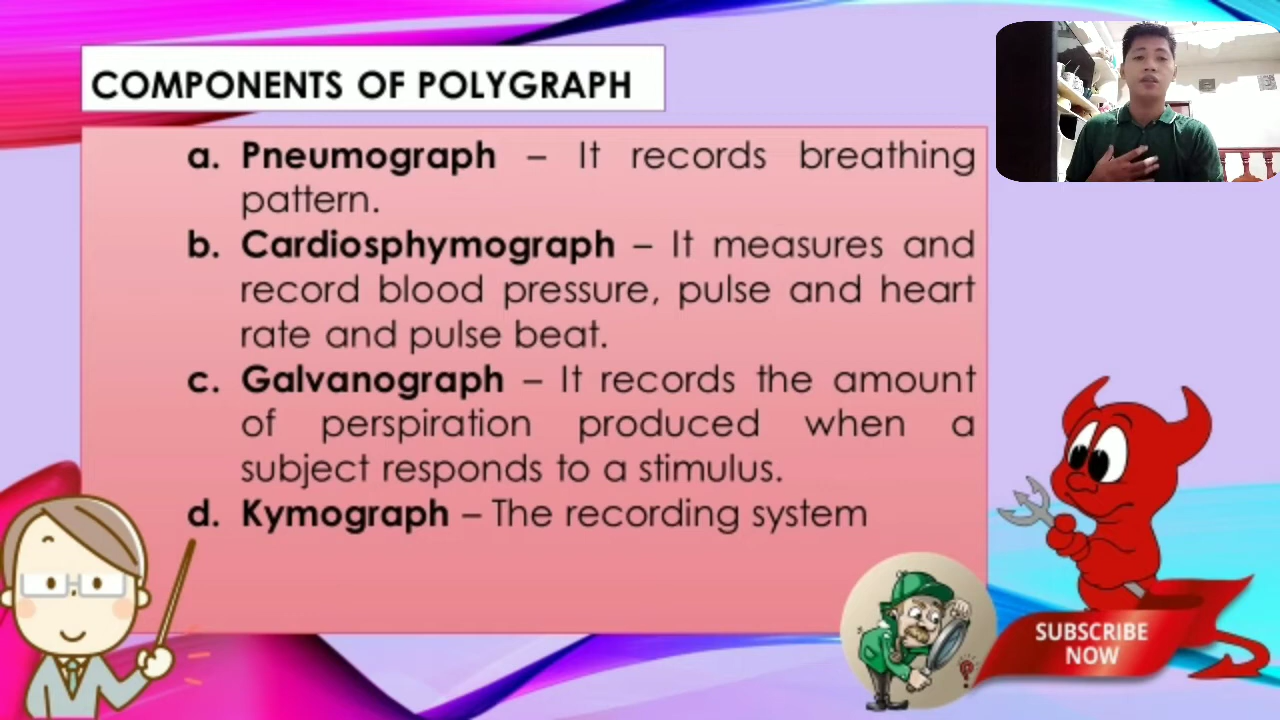 COMPONENTS OF POLYGRAPH
a. Pneumograph – It records breathing
pattern.
b. Cardiosphymograph – It measures and
record blood pressure, pulse and heart
rate and pulse beat.
c. Galvanograph – It records the amount
of perspiration produced when a
subject responds to a stimulus.
d. Kymograph – The recording system
SUBSCRIBE
NOW